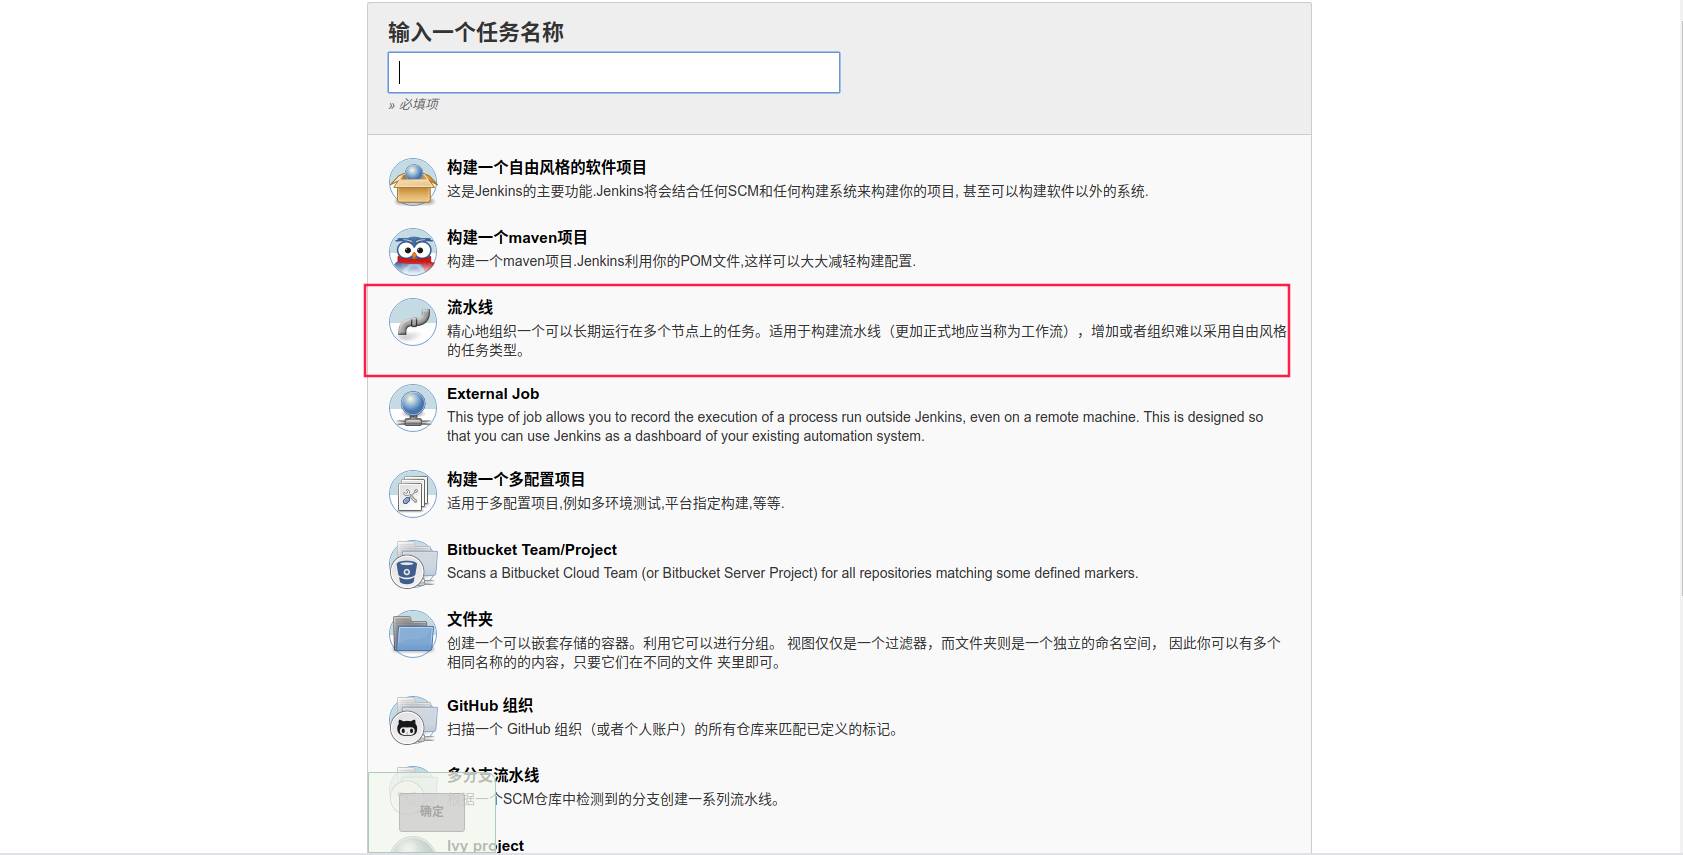 输入一个任务名称
» 必填项
构建一个自由风格的软件项目
这是Jenkins的主要功能.Jenkins将会结合任何SCM和任何构建系统来构建你的项目, 甚至可以构建软件以外的系统.
构建一个maven项目
构建一个maven项目.Jenkins利用你的POM文件,这样可以大大减轻构建配置.
流水线
精心地组织一个可以长期运行在多个节点上的任务。适用于构建流水线（更加正式地应当称为工作流），增加或者组织难以采用自由风格
的任务类型。
External Job
This type of job allows you to record the execution of a process run outside Jenkins, even on a remote machine. This is designed so
that you can use Jenkins as a dashboard of your existing automation system.
构建一个多配置项目
适用于多配置项目,例如多环境测试,平台指定构建,等等.
Bitbucket Team/Project
Scans a Bitbucket Cloud Team (or Bitbucket Server Project) for all repositories matching some defined markers.
文件夹
创建一个可以嵌套存储的容器。利用它可以进行分组。 视图仅仅是一个过滤器，而文件夹则是一个独立的命名空间， 因此你可以有多个
相同名称的的内容，只要它们在不同的文件 夹里即可。
GitHub 组织
扫描一个 GitHub 组织（或者个人账户）的所有仓库来匹配已定义的标记。
多分支流水线
根据一个SCM仓库中检测到的分支创建一系列流水线。
确定
Ivy project